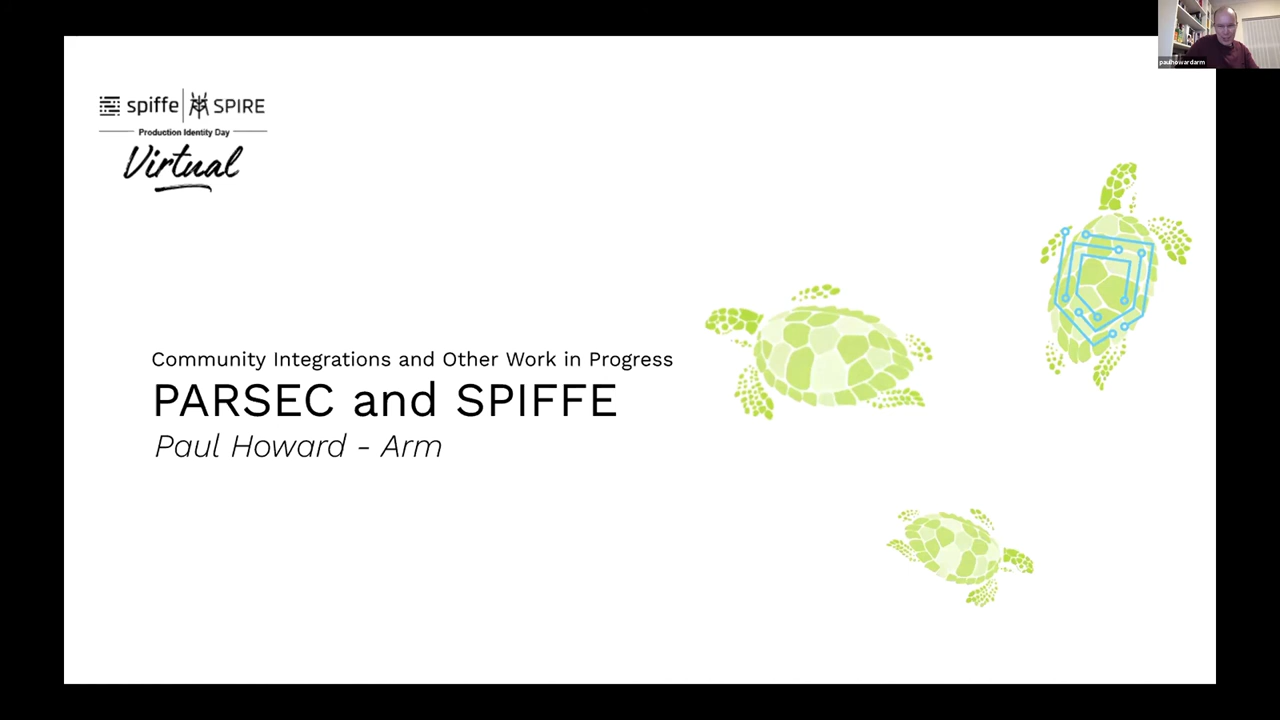 spiffe SPIRE
Production Identity Day
Virtual
Community Integrations and Other Work in Progress
PARSEC and SPIFFE
Paul Howard - Arm
paulhowardarm